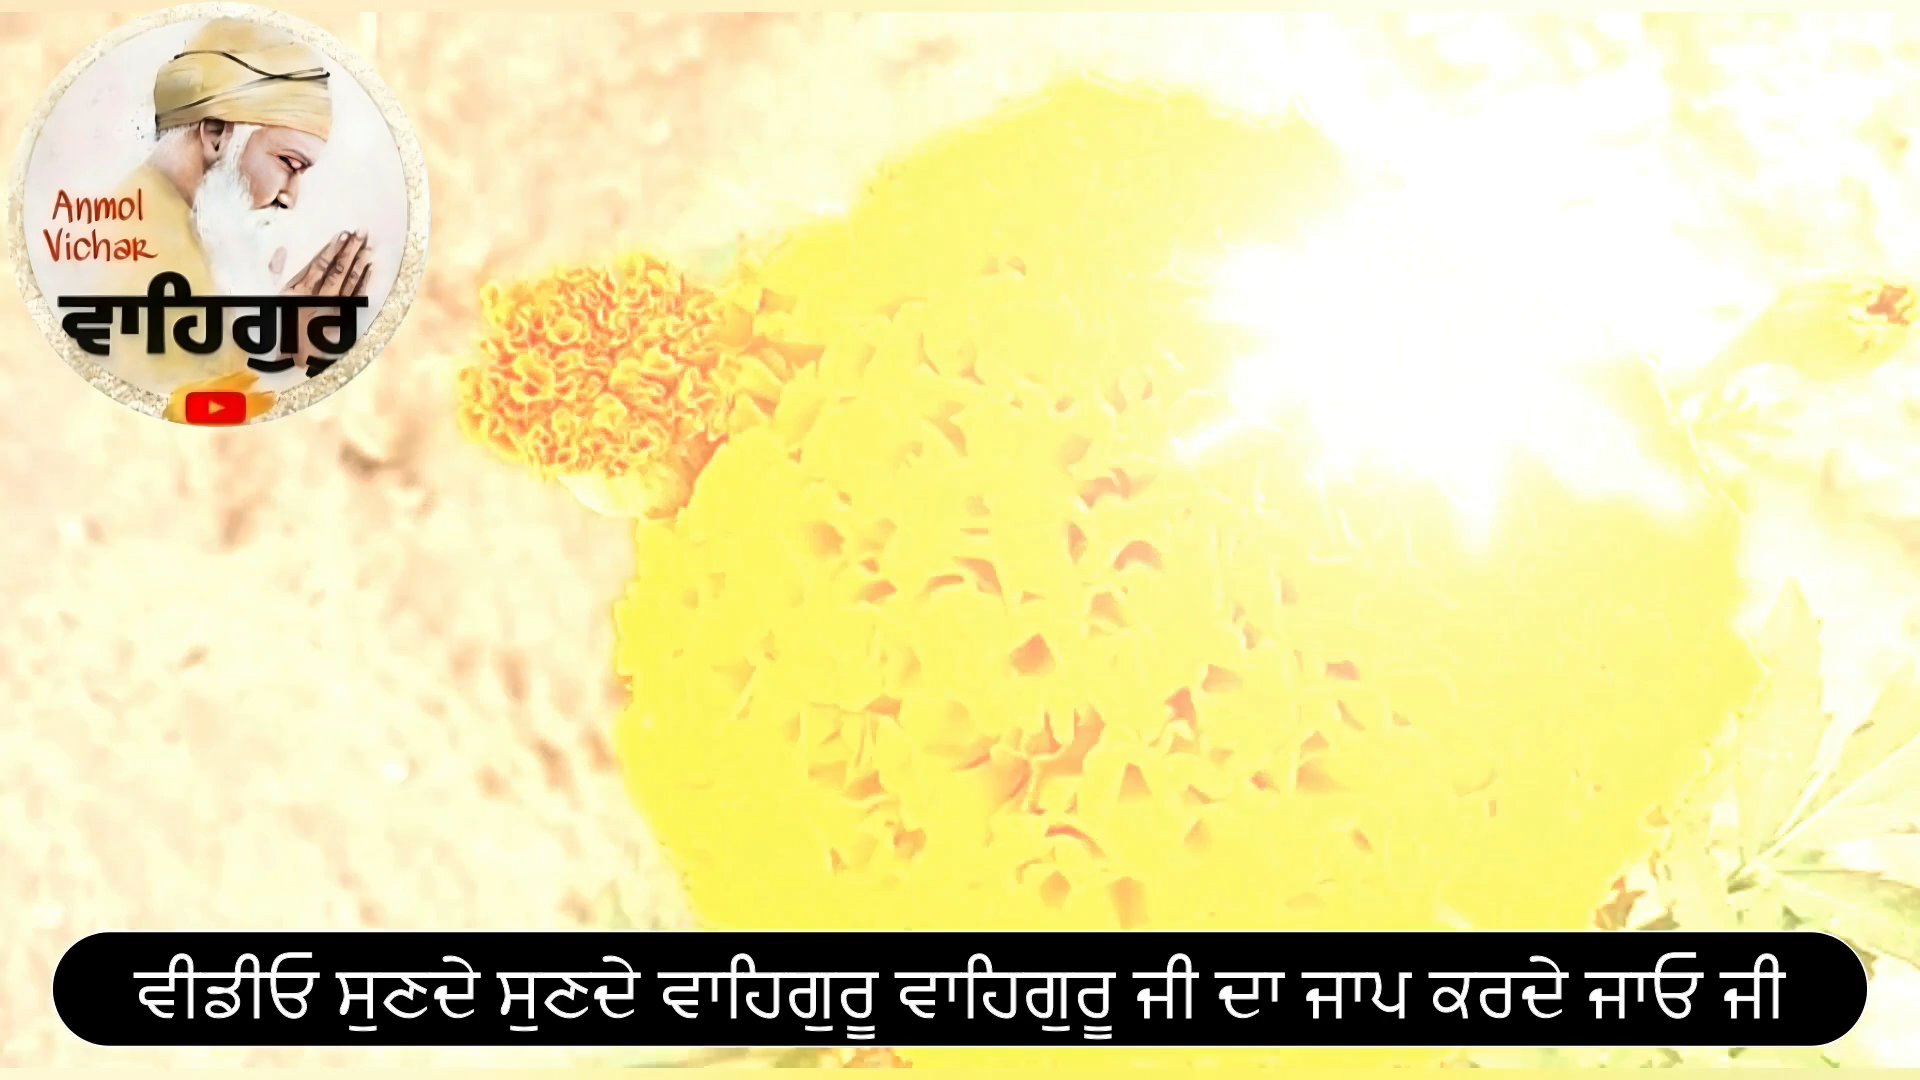 Anmol
Vichar
ਵਾਹਿਗੁਰੂ
ਵੀਡੀਓ ਸੁਣਦੇ ਸੁਣਦੇ ਵਾਹਿਗੁਰੂ ਵਾਹਿਗੁਰੂ ਜੀ ਦਾ ਜਾਪ ਕਰਦੇ ਜਾਓ ਜੀ